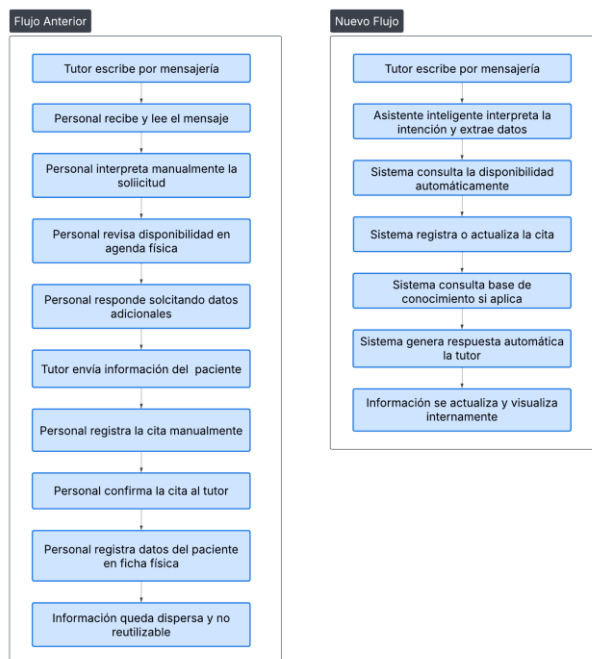 Flujo Anterior
Tutor escribe por mensajería
Personal recibe y lee el mensaje
Personal interpreta manualmente la
soliicitud
Personal revisa disponibilidad en
agenda física
Personal responde solcitando datos
adicionales
Tutor envía información del paciente
Personal registra la cita manualmente
Personal confirma la cita al tutor
Personal registra datos del paciente
en ficha física
Información queda dispersa y no
reutilizable
Nuevo Flujo
Tutor escribe por mensajería
Asistente inteligente interpreta la
intención y extrae datos
Sistema consulta la disponibilidad
automáticamente
Sistema registra o actualiza la cita
Sistema consulta base de
conocimiento si aplica
Sistema genera respuesta automática
la tutor
Información se actualiza y visualiza
internamente